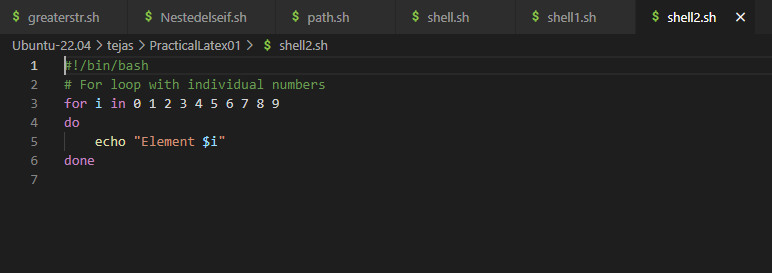 $ greaterstr.sh $ Nestedelseif.sh $ path.sh $ shell.sh $ shell1.sh $ shell2.sh ✕
Ubuntu-22.04 > tejas > PracticalLatex01 > $ shell2.sh
1 #!/bin/bash
2 # For loop with individual numbers
3 for i in 0 1 2 3 4 5 6 7 8 9
4 do
5     echo "Element $i"
6 done
7